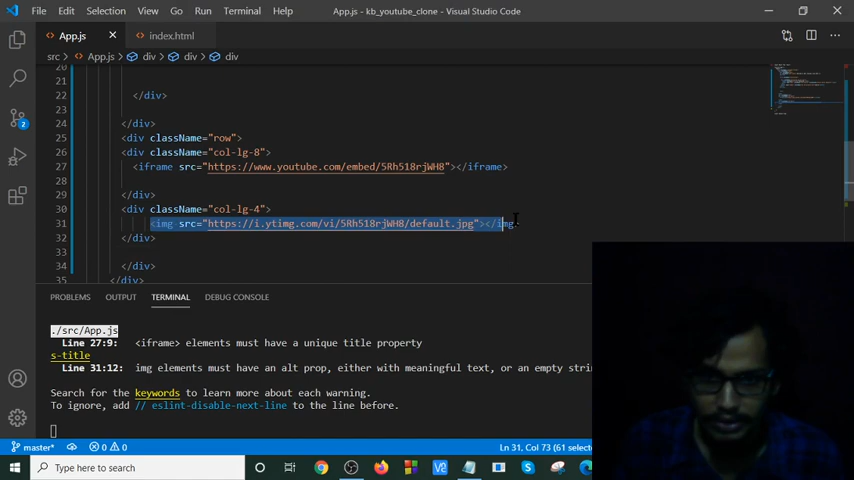 File Edit Selection View Go Run Terminal Help App.js - kb_youtube_clone - Visual Studio Code
App.js index.html
src > App.js > div > div > div
20
21
22 </div>
23
24 </div>
25 <div className="row">
26 <div className="col-lg-8">
27 <iframe src="https://www.youtube.com/embed/5Rh518rjWH8"></iframe>
28
29 </div>
30 <div className="col-lg-4">
31 <img src="https://i.ytimg.com/vi/5Rh518rjWH8/default.jpg"></img>
32 </div>
33
34 </div>
35 </div>
PROBLEMS OUTPUT TERMINAL DEBUG CONSOLE
./src/App.js
Line 27:9: <iframe> elements must have a unique title property
s-title
Line 31:12: img elements must have an alt prop, either with meaningful text, or an empty stri
Search for the keywords to learn more about each warning.
To ignore, add // eslint-disable-next-line to the line before.
master* 0 0 Ln 31, Col 73 (67 selected)
Type here to search